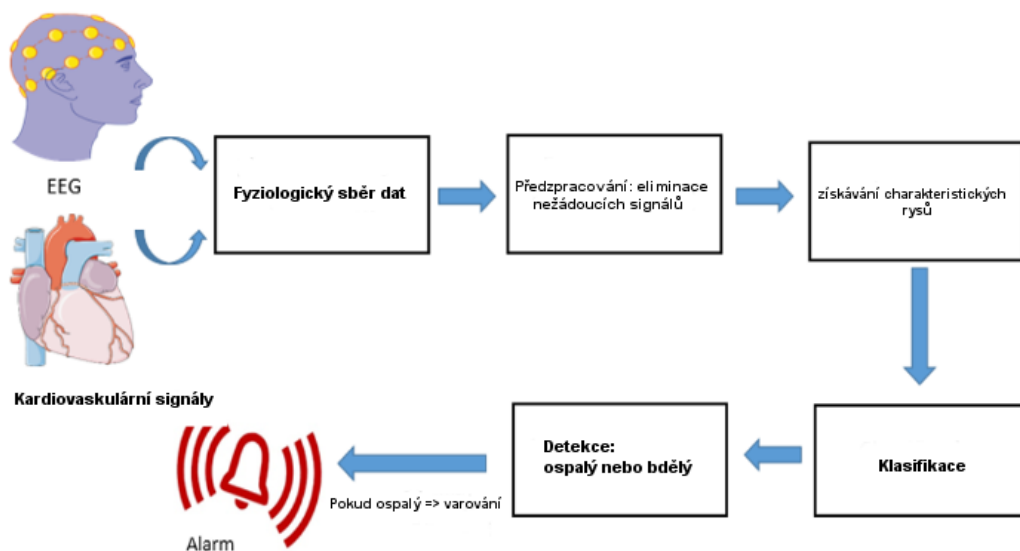 EEG
Fyziologický sběr dat
Předzpracování: eliminace
nežádoucích signálů
získávání charakteristických
rysů
Kardiovaskulární signály
Klasifikace
Detekce:
ospalý nebo bdělý
Pokud ospalý => varování
Alarm